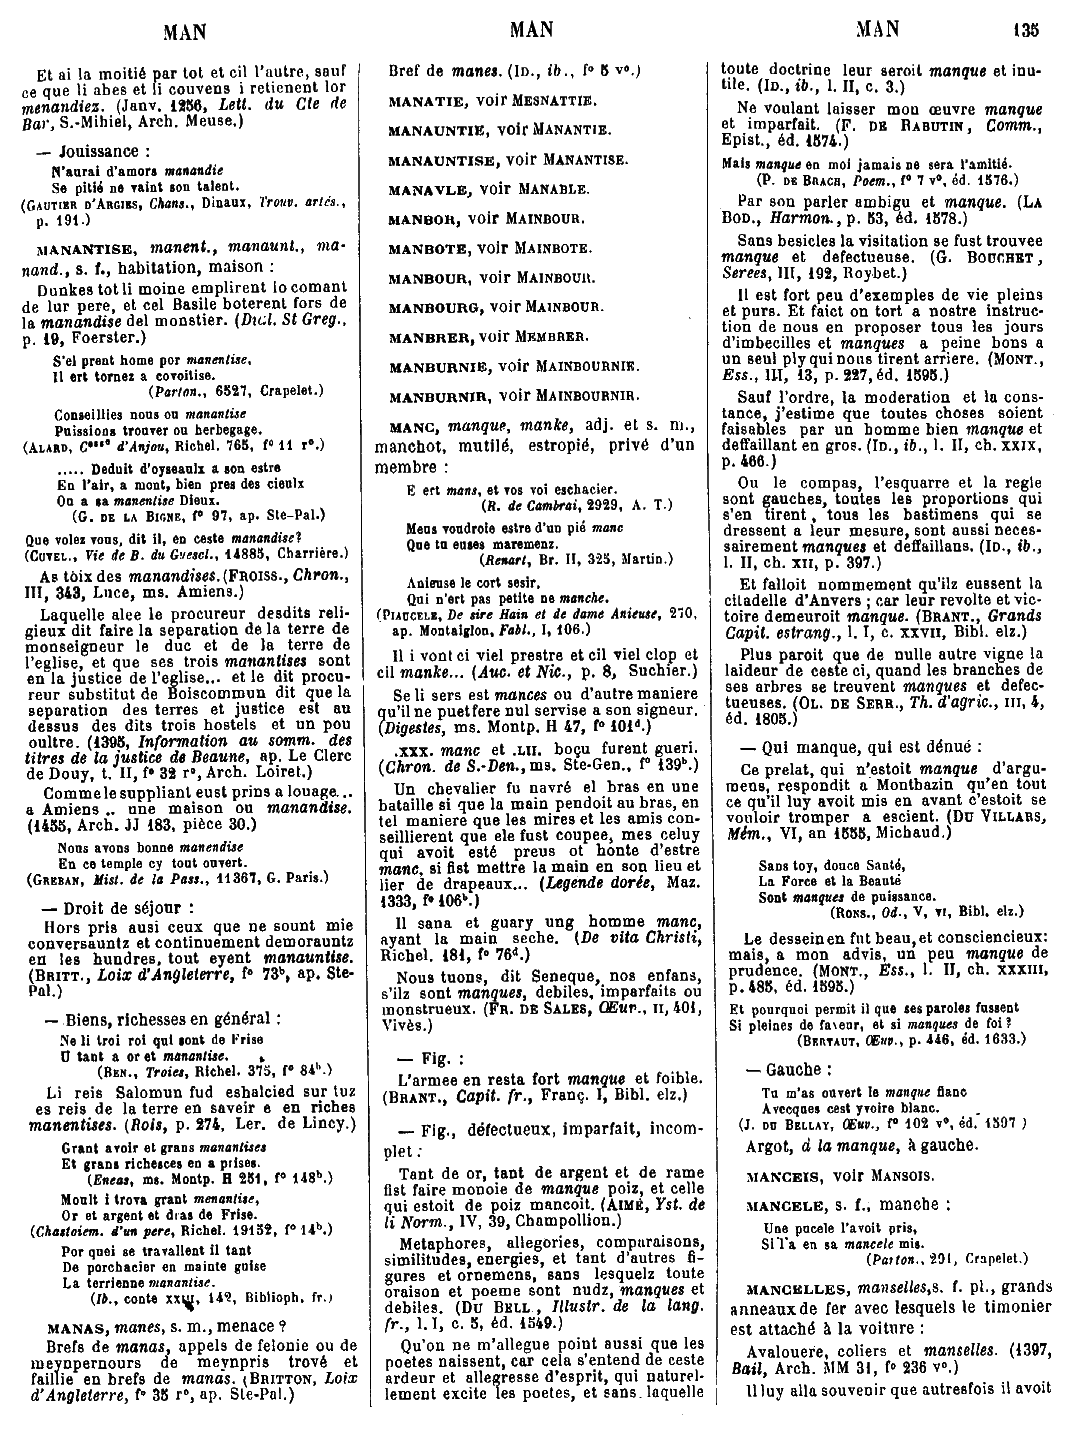 MAN
MAN
MAN
135
Et ai la moitié par tot et cil l'autre, sauf
ce que li abes et li couvens i retienent lor
menandiez. (Janv. 1256, Lett. du Cte de
Bar, S.-Mihiel, Arch. Meuse.)
— Jouissance :
N'aurai d'amors manandie
Se pitié ne vaint son talent.
(GAUTIER D'ARGIES, Chans., Dinaux, Trouv. artés.,
p. 191.)
MANANTISE, manent., manaunt., ma-
nand., s. f., habitation, maison :
Dunkes tot li moine emplirent lo comant
de lur pere, et cel Basile boterent fors de
la manandise del monstier. (Dial. St Greg.,
p. 19, Foerster.)
S'el prent home por manentise,
Il ert tornez a covoitise.
(Parton., 6527, Crapelet.)
Conseillies nous ou manantise
Puissions trouver ou herbegage.
(ALARD, Csse d'Anjou, Richel. 765, f° 11 r°.)
..... Deduit d'oyseaulx a son estre
En l'air, a mont, bien pres des cieulx
Ou a sa manentise Dieux.
(G. DE LA BIGNE, f° 97, ap. Ste-Pal.)
Que volez vous, dit il, en ceste manandise?
(CUVEL., Vie de B. du Guescl., 14885, Charrière.)
As toix des manandises. (FROISS., Chron.,
III, 343, Luce, ms. Amiens.)
Laquelle alee le procureur desdits reli-
gieux dit faire la separation de la terre de
monseigneur le duc et de la terre de
l'eglise, et que ses trois manantises sont
en la justice de l'eglise... et le dit procu-
reur substitut de Boiscommun dit que la
separation des terres et justice est au
dessus des dits trois hostels et un pou
oultre. (1395, Information au somm. des
titres de la justice de Beaune, ap. Le Clerc
de Douy, t. II, f° 32 r°, Arch. Loiret.)
Comme le suppliant eust prins a louage...
a Amiens .. une maison ou manandise.
(1455, Arch. JJ 183, pièce 30.)
Nous avons bonne manendise
En ce temple cy tout ouvert.
(GREBAN, Mist. de la Pass., 11367, G. Paris.)
— Droit de séjour :
Hors pris ausi ceux que ne sount mie
conversauntz et continuement demorauntz
en les hundres, tout eyent manauntise.
(BRITT., Loix d'Angleterre, f° 73b, ap. Ste-
Pal.)
— Biens, richesses en général :
Ne li troi roi qui sont de Frise
U tant a or et manantise.
(BEN., Troies, Richel. 375, f° 84b.)
Li reis Salomun fud eshalcied sur tuz
es reis de la terre en saveir e en riches
manentises. (Rois, p. 274, Ler. de Lincy.)
Grant avoir et grans manantises
Et grans richesces en a prises.
(Eneas, ms. Montp. H 251, f° 148b.)
Moult i trova grant menantise,
Or et argent et dras de Frise.
(Chastoiem. d'un pere, Richel. 19152, f° 14b.)
Por quei se travallent il tant
De porchacier en mainte guise
La terrienne manantise.
(Ib., conte , 142, Biblioph. fr.)
MANAS, manes, s. m., menace ?
Brefs de manas, appels de felonie ou de
meynpernours de meynpris trové et
faillie en brefs de manas. (BRITTON, Loix
d'Angleterre, f° 35 r°, ap. Ste-Pal.)
Bref de manes. (ID., ib., f° 5 v°.)
MANATIE, voir MESNATTIE.
MANAUNTIE, voir MANANTIE.
MANAUNTISE, voir MANANTISE.
MANAVLE, voir MANABLE.
MANBOR, voir MAINBOUR.
MANBOTE, voir MAINBOTE.
MANBOUR, voir MAINBOUR.
MANBOURG, voir MAINBOUR.
MANBRER, voir MEMBRER.
MANBURNIE, voir MAINBOURNIE.
MANBURNIR, voir MAINBOURNIR.
MANC, manque, manke, adj. et s. m.,
manchot, mutilé, estropié, privé d'un
membre :
E ert mans, et vos voi eschacier.
(R. de Cambrai, 2929, A. T.)
Mens voudroie estre d'un pié manc
Que tu euses maremenz.
(Renart, Br. II, 325, Martin.)
Anieuse le cort sesir,
Qui n'ert pas petite ne manche.
(PIAUCELE, De sire Hain et de dame Anieuse, 270,
ap. Montaiglon, Fabl., I, 106.)
Il i vont ci viel prestre et cil viel clop et
cil manke... (Auc. et Nic., p. 8, Suchier.)
Se li sers est mances ou d'autre maniere
qu'il ne puet fere nul servise a son signeur.
(Digestes, ms. Montp. H 47, f° 101d.)
.XXX. manc et .LII. boçu furent gueri.
(Chron. de S.-Den., ms. Ste-Gen., f° 139b.)
Un chevalier fu navré el bras en une
bataille si que la main pendoit au bras, en
tel maniere que les mires et les amis con-
seillierent que ele fust coupee, mes celuy
qui avoit esté preus ot honte d'estre
manc, si fist mettre la main en son lieu et
lier de drapeaux... (Legende dorée, Maz.
1333, f° 106b.)
Il sana et guary ung homme manc,
ayant la main seche. (De vita Christi,
Richel. 181, f° 76d.)
Nous tuons, dit Seneque, nos enfans,
s'ilz sont manques, debiles, imparfaits ou
monstrueux. (FR. DE SALES, Œuv., II, 401,
Vivès.)
— Fig. :
L'armee en resta fort manque et foible.
(BRANT., Capit. fr., Franç. I, Bibl. elz.)
— Fig., défectueux, imparfait, incom-
plet :
Tant de or, tant de argent et de rame
fist faire monoie de manque poiz, et celle
qui estoit de poiz mancoit. (AIMÉ, Yst. de
li Norm., IV, 39, Champollion.)
Metaphores, allegories, comparaisons,
similitudes, energies, et tant d'autres fi-
gures et ornemens, sans lesquelz toute
oraison et poeme sont nudz, manques et
debiles. (DU BELL., Illustr. de la lang.
fr., l. I, c. 5, éd. 1549.)
Qu'on ne m'allegue point aussi que les
poetes naissent, car cela s'entend de ceste
ardeur et allegresse d'esprit, qui naturel-
lement excite les poetes, et sans laquelle
toute doctrine leur seroit manque et inu-
tile. (ID., ib., l. II, c. 3.)
Ne voulant laisser mon œuvre manque
et imparfait. (F. DE RABUTIN, Comm.,
Epist., éd. 1574.)
Mais manque en moi jamais ne sera l'amitié.
(P. DE BRACH, Poem., f° 7 v°, éd. 1576.)
Par son parler ambigu et manque. (LA
BOD., Harmon., p. 53, éd. 1578.)
Sans besicles la visitation se fust trouvee
manque et defectueuse. (G. BOUCHET,
Serees, III, 192, Roybet.)
Il est fort peu d'exemples de vie pleins
et purs. Et faict on tort a nostre instruc-
tion de nous en proposer tous les jours
d'imbecilles et manques a peine bons a
un seul ply qui nous tirent arriere. (MONT.,
Ess., III, 13, p. 227, éd. 1595.)
Sauf l'ordre, la moderation et la cons-
tance, j'estime que toutes choses soient
faisables par un homme bien manque et
deffaillant en gros. (ID., ib., l. II, ch. XXIX,
p. 466.)
Ou le compas, l'esquarre et la regle
sont gauches, toutes les proportions qui
s'en tirent, tous les bastimens qui se
dressent a leur mesure, sont aussi neces-
sairement manques et deffaillans. (ID., ib.,
l. II, ch. XII, p. 397.)
Et falloit nommement qu'ilz eussent la
citadelle d'Anvers ; car leur revolte et vic-
toire demeuroit manque. (BRANT., Grands
Capit. estrang., l. I, c. XXVII, Bibl. elz.)
Plus paroit que de nulle autre vigne la
laideur de ceste ci, quand les branches de
ses arbres se treuvent manques et defec-
tueuses. (OL. DE SERR., Th. d'agric., III, 4,
éd. 1805.)
— Qui manque, qui est dénué :
Ce prelat, qui n'estoit manque d'argu-
mens, respondit a Montbazin qu'en tout
ce qu'il luy avoit mis en avant c'estoit se
vouloir tromper a escient. (DU VILLARS,
Mém., VI, an 1555, Michaud.)
Sans toy, douce Santé,
La Force et la Beauté
Sont manques de puissance.
(RONS., Od., V, VI, Bibl. elz.)
Le dessein en fut beau, et consciencieux:
mais, a mon advis, un peu manque de
prudence. (MONT., Ess., l. II, ch. XXXIII,
p. 485, éd. 1595.)
Et pourquoi permit il que ses paroles fussent
Si pleines de faveur, et si manques de foi ?
(BERTAUT, Œuv., p. 446, éd. 1633.)
— Gauche :
Tu m'as ouvert le manque flanc
Avecques cest yvoire blanc.
(J. DU BELLAY, Œuv., f° 102 v°, éd. 1597 )
Argot, à la manque, à gauche.
MANCEIS, voir MANSOIS.
MANCELE, s. f., manche :
Une pucele l'avoit pris,
Si l'a en sa mancele mis.
(Parton., 291, Crapelet.)
MANCELLES, manselles, s. f. pl., grands
anneaux de fer avec lesquels le timonier
est attaché à la voiture :
Avalouere, coliers et manselles. (1397,
Bail, Arch. MM 31, f° 236 v°.)
Il luy alla souvenir que autresfois il avoit